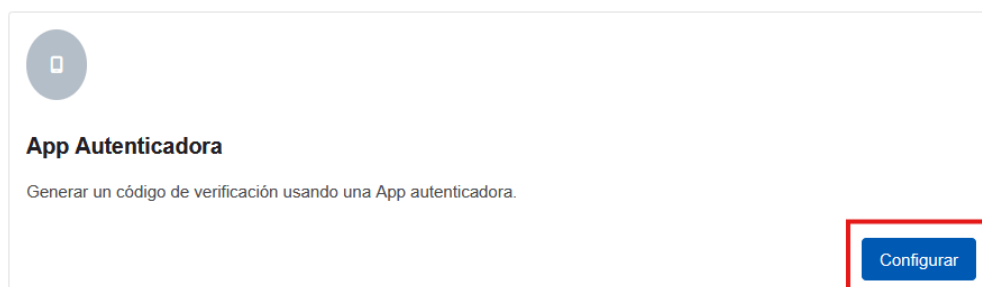 App Autenticadora
Generar un código de verificación usando una App autenticadora.
Configurar